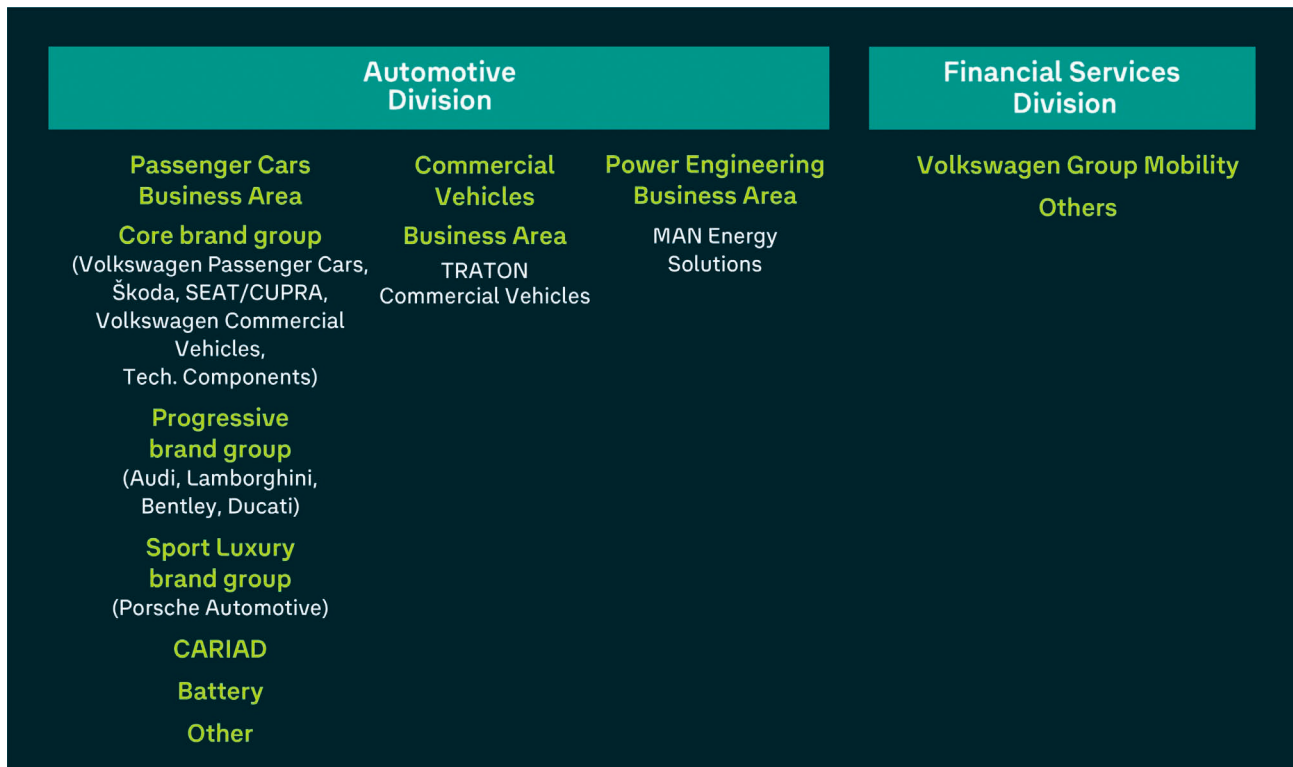 Automotive
Division
Passenger Cars
Business Area
Core brand group
(Volkswagen Passenger Cars,
Škoda, SEAT/CUPRA,
Volkswagen Commercial
Vehicles,
Tech. Components)
Progressive
brand group
(Audi, Lamborghini,
Bentley, Ducati)
Sport Luxury
brand group
(Porsche Automotive)
CARIAD
Battery
Other
Commercial
Vehicles
Business Area
TRATON
Commercial Vehicles
Power Engineering
Business Area
MAN Energy
Solutions
Financial Services
Division
Volkswagen Group Mobility
Others